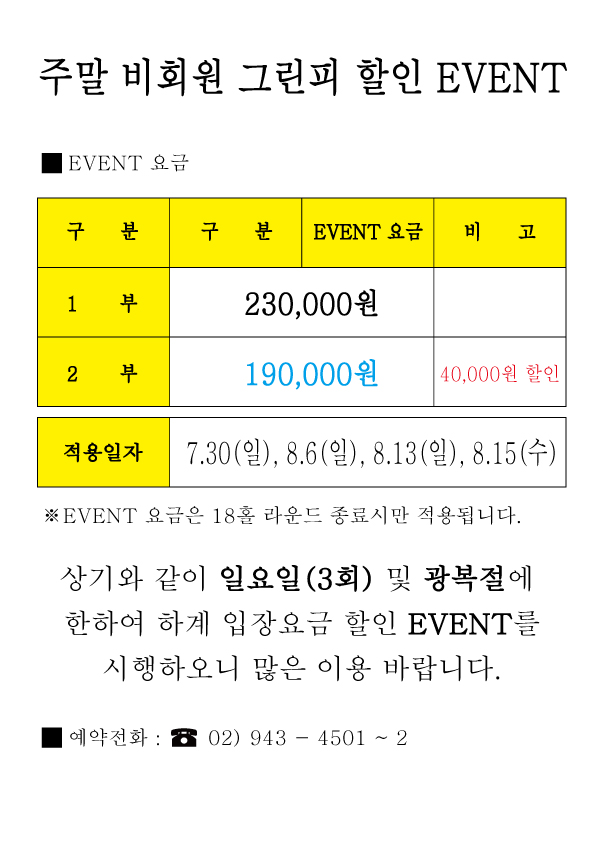 주말 비회원 그린피 할인 EVENT
■ EVENT 요금
구 분 구 분 EVENT 요금 비 고
1 부 230,000원
2 부 190,000원 40,000원 할인
적용일자 7.30(일), 8.6(일), 8.13(일), 8.15(수)
※EVENT 요금은 18홀 라운드 종료시만 적용됩니다.
상기와 같이 일요일(3회) 및 광복절에
한하여 하계 입장요금 할인 EVENT를
시행하오니 많은 이용 바랍니다.
■ 예약전화 : ☎ 02) 943 - 4501 ~ 2